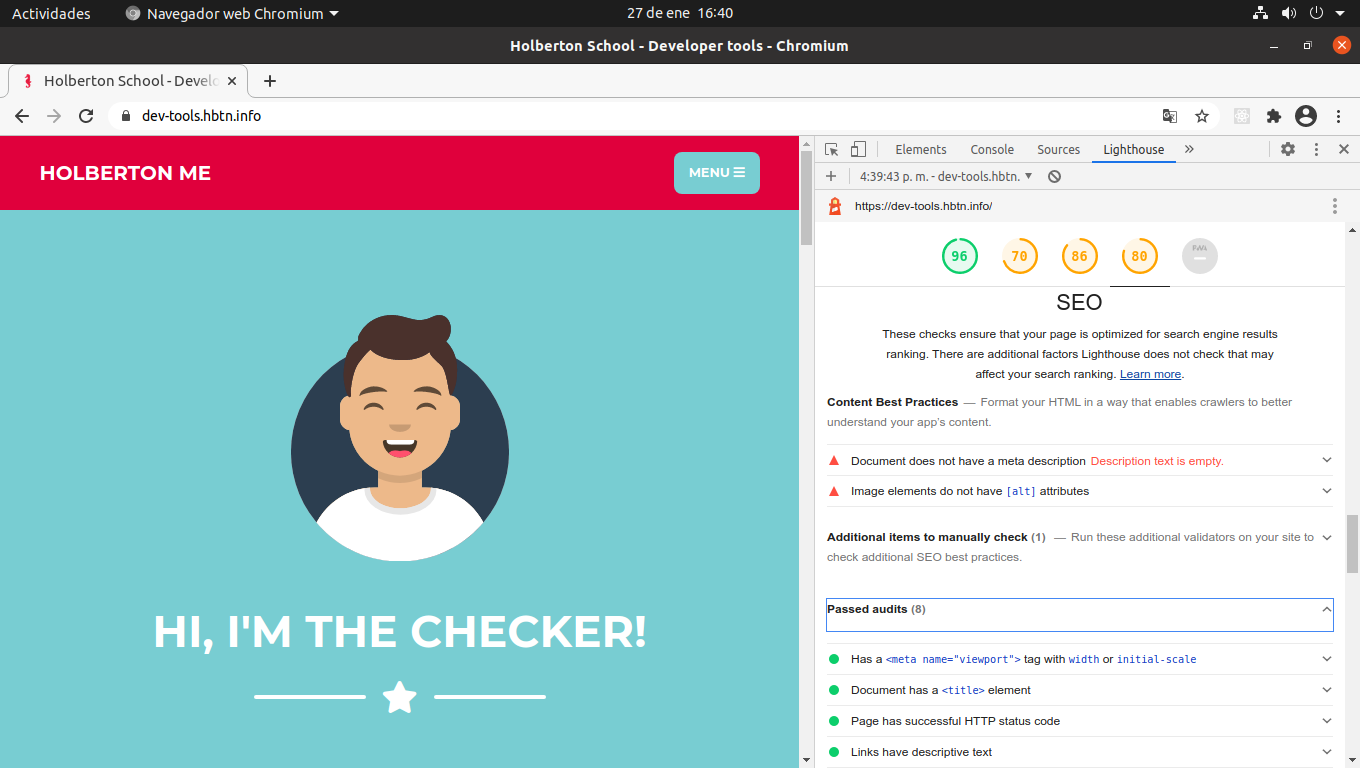 Actividades
Navegador web Chromium
27 de ene 16:40
Holberton School - Developer tools - Chromium
Holberton School - Develo
dev-tools.hbtn.info
HOLBERTON ME
MENU
HI, I'M THE CHECKER!
Elements Console Sources Lighthouse
4:39:43 p. m. - dev-tools.hbtn.
https://dev-tools.hbtn.info/
96 70 86 80
SEO
These checks ensure that your page is optimized for search engine results
ranking. There are additional factors Lighthouse does not check that may
affect your search ranking. Learn more.
Content Best Practices — Format your HTML in a way that enables crawlers to better
understand your app's content.
Document does not have a meta description Description text is empty.
Image elements do not have [alt] attributes
Additional items to manually check (1) — Run these additional validators on your site to
check additional SEO best practices.
Passed audits (8)
Has a <meta name="viewport"> tag with width or initial-scale
Document has a <title> element
Page has successful HTTP status code
Links have descriptive text